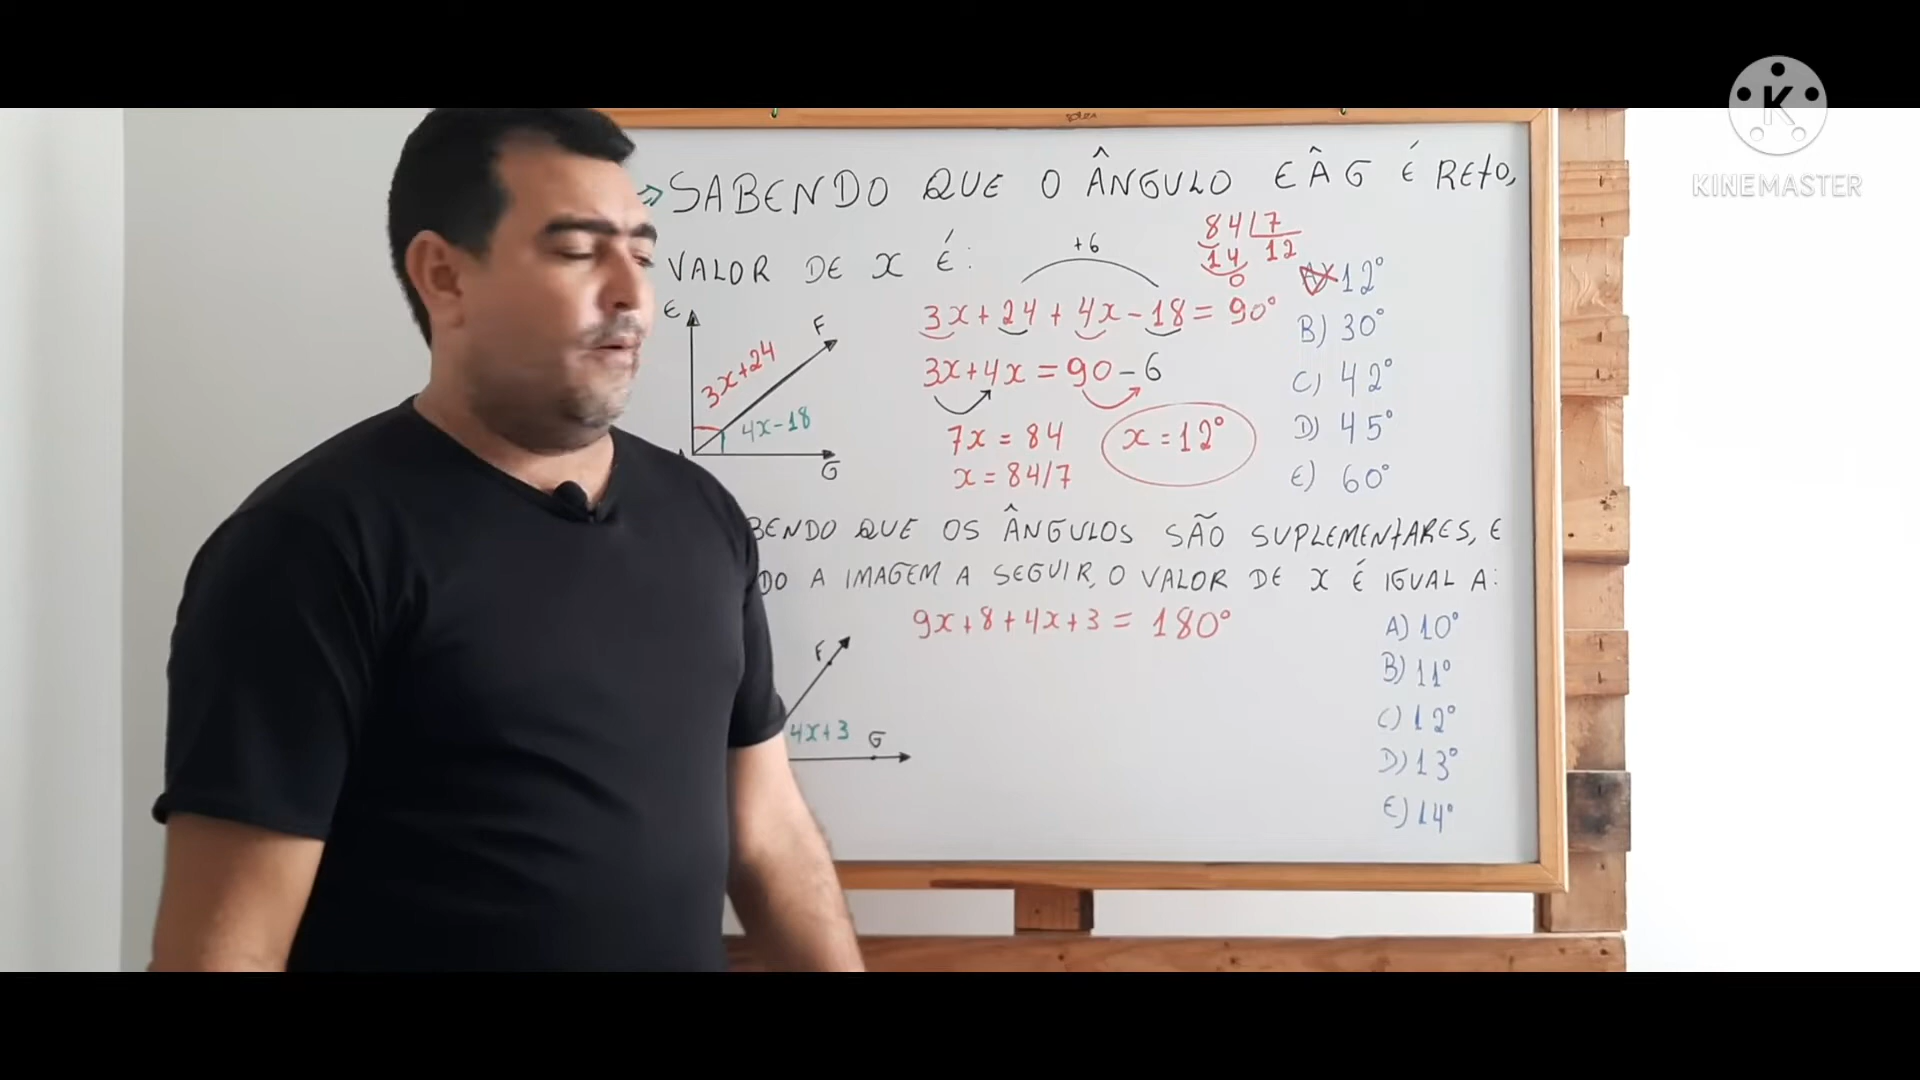 SABENDO QUE O ÂNGULO EÂG É RETO,
VALOR DE X É:
+6
84 7
14 12
0
3x+24+4x-18=90°
3x+4x=90-6
7x=84
x=84/7
x=12°
A) 12°
B) 30°
C) 42°
D) 45°
E) 60°
E
F
3x+24
4x-18
G
BENDO QUE OS ÂNGULOS SÃO SUPLEMENTARES, E
DO A IMAGEM A SEGUIR, O VALOR DE X É IGUAL A:
9x+8+4x+3=180°
F
4x+3
G
A) 10°
B) 11°
C) 12°
D) 13°
E) 14°
K
KINEMASTER